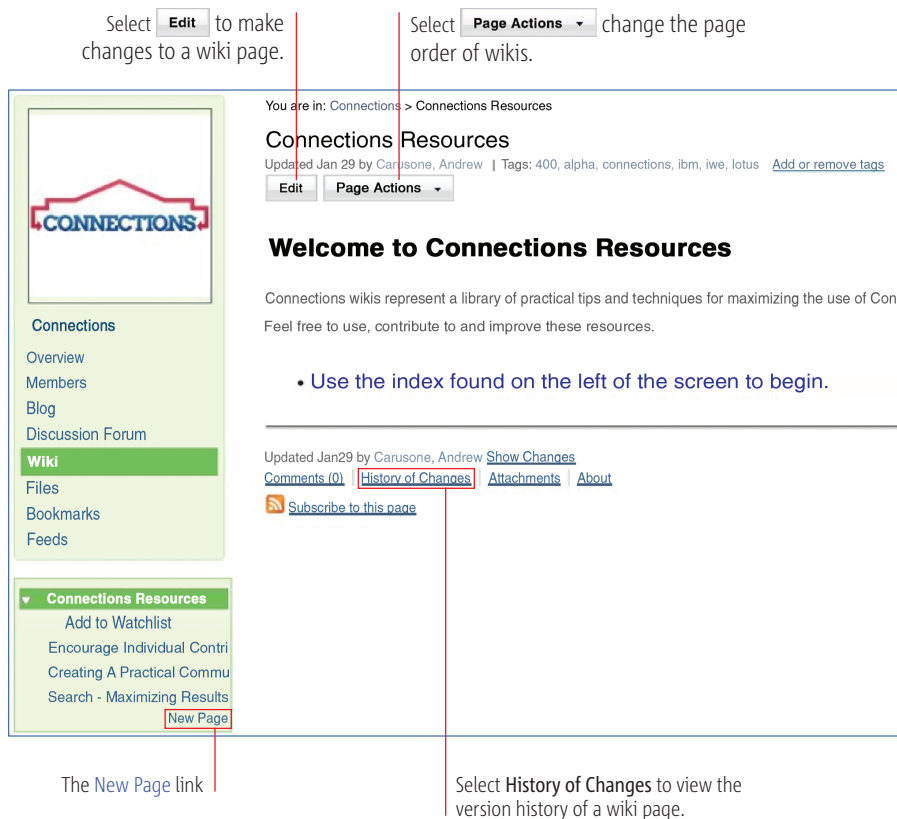 Select Edit to make
changes to a wiki page.
Select Page Actions change the page
order of wikis.
You are in: Connections > Connections Resources
Connections Resources
Updated Jan 29 by Carusone, Andrew | Tags: 400, alpha, connections, ibm, iwe, lotus Add or remove tags
Edit Page Actions
CONNECTIONS
Welcome to Connections Resources
Connections wikis represent a library of practical tips and techniques for maximizing the use of Con
Feel free to use, contribute to and improve these resources.
• Use the index found on the left of the screen to begin.
Connections
Overview
Members
Blog
Discussion Forum
Wiki
Files
Bookmarks
Feeds
Updated Jan29 by Carusone, Andrew Show Changes
Comments (0) | History of Changes | Attachments | About
Subscribe to this page
Connections Resources
Add to Watchlist
Encourage Individual Contri
Creating A Practical Commu
Search - Maximizing Results
New Page
The New Page link
Select History of Changes to view the
version history of a wiki page.